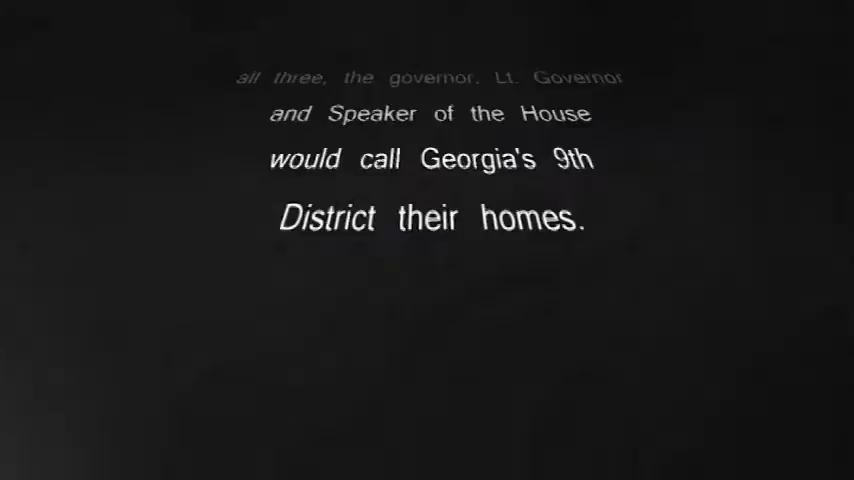 all three, the governor, Lt. Governor
and Speaker of the House
would call Georgia's 9th
District their homes.